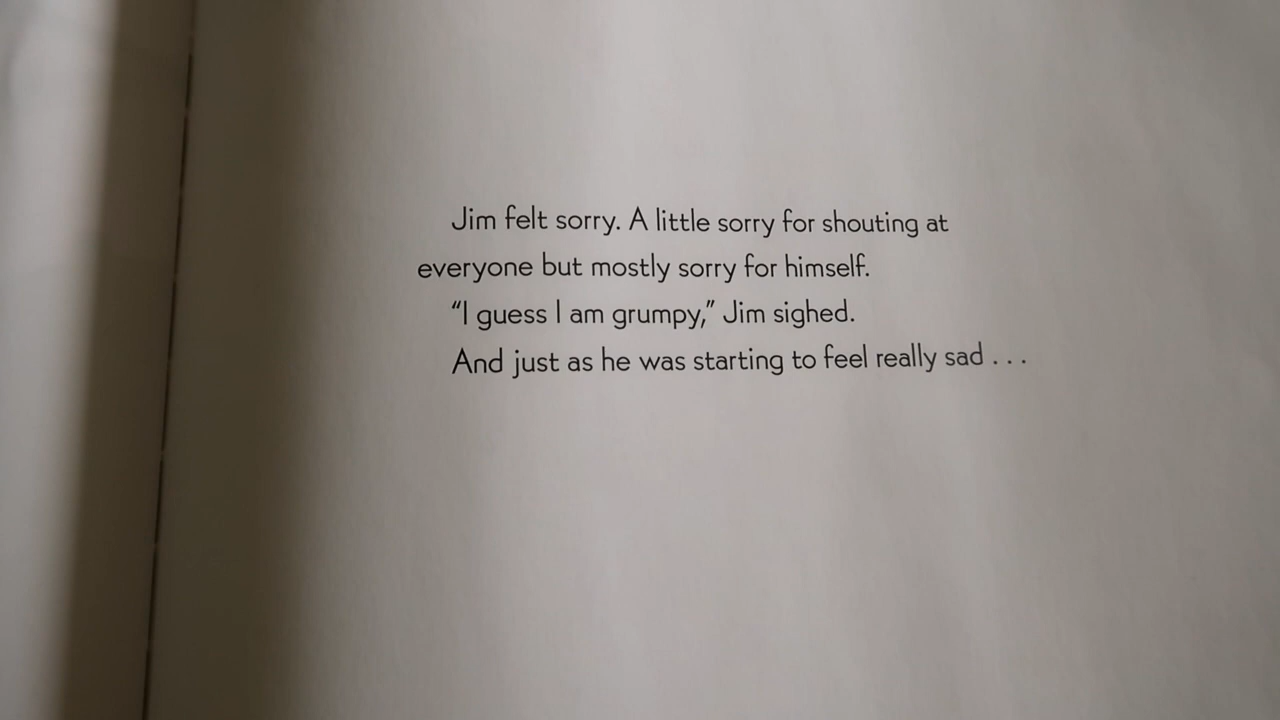 Jim felt sorry. A little sorry for shouting at
everyone but mostly sorry for himself.
“I guess I am grumpy,” Jim sighed.
And just as he was starting to feel really sad . . .